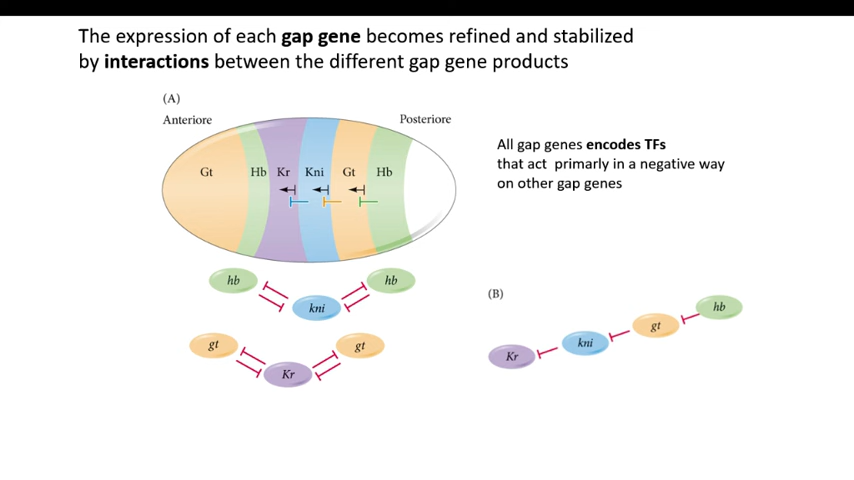 The expression of each gap gene becomes refined and stabilized
by interactions between the different gap gene products
(A)
Anteriore
Posteriore
Gt
Hb
Kr
Kni
Gt
Hb
All gap genes encodes TFs
that act primarly in a negative way
on other gap genes
hb
hb
kni
gt
gt
Kr
(B)
hb
gt
kni
Kr